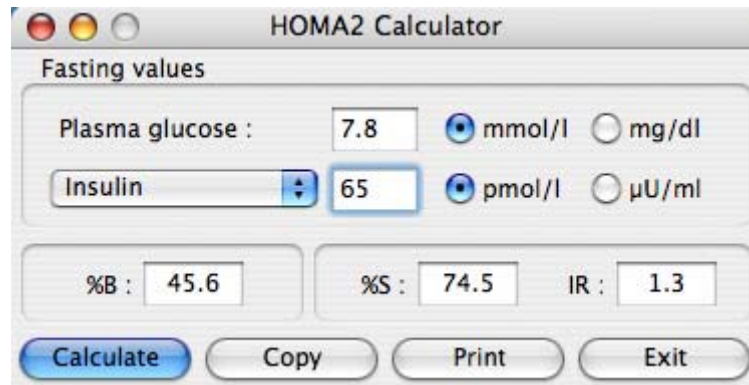 HOMA2 Calculator
Fasting values
Plasma glucose : 7.8 mmol/l mg/dl
Insulin 65 pmol/l µU/ml
%B : 45.6 %S : 74.5 IR : 1.3
Calculate Copy Print Exit